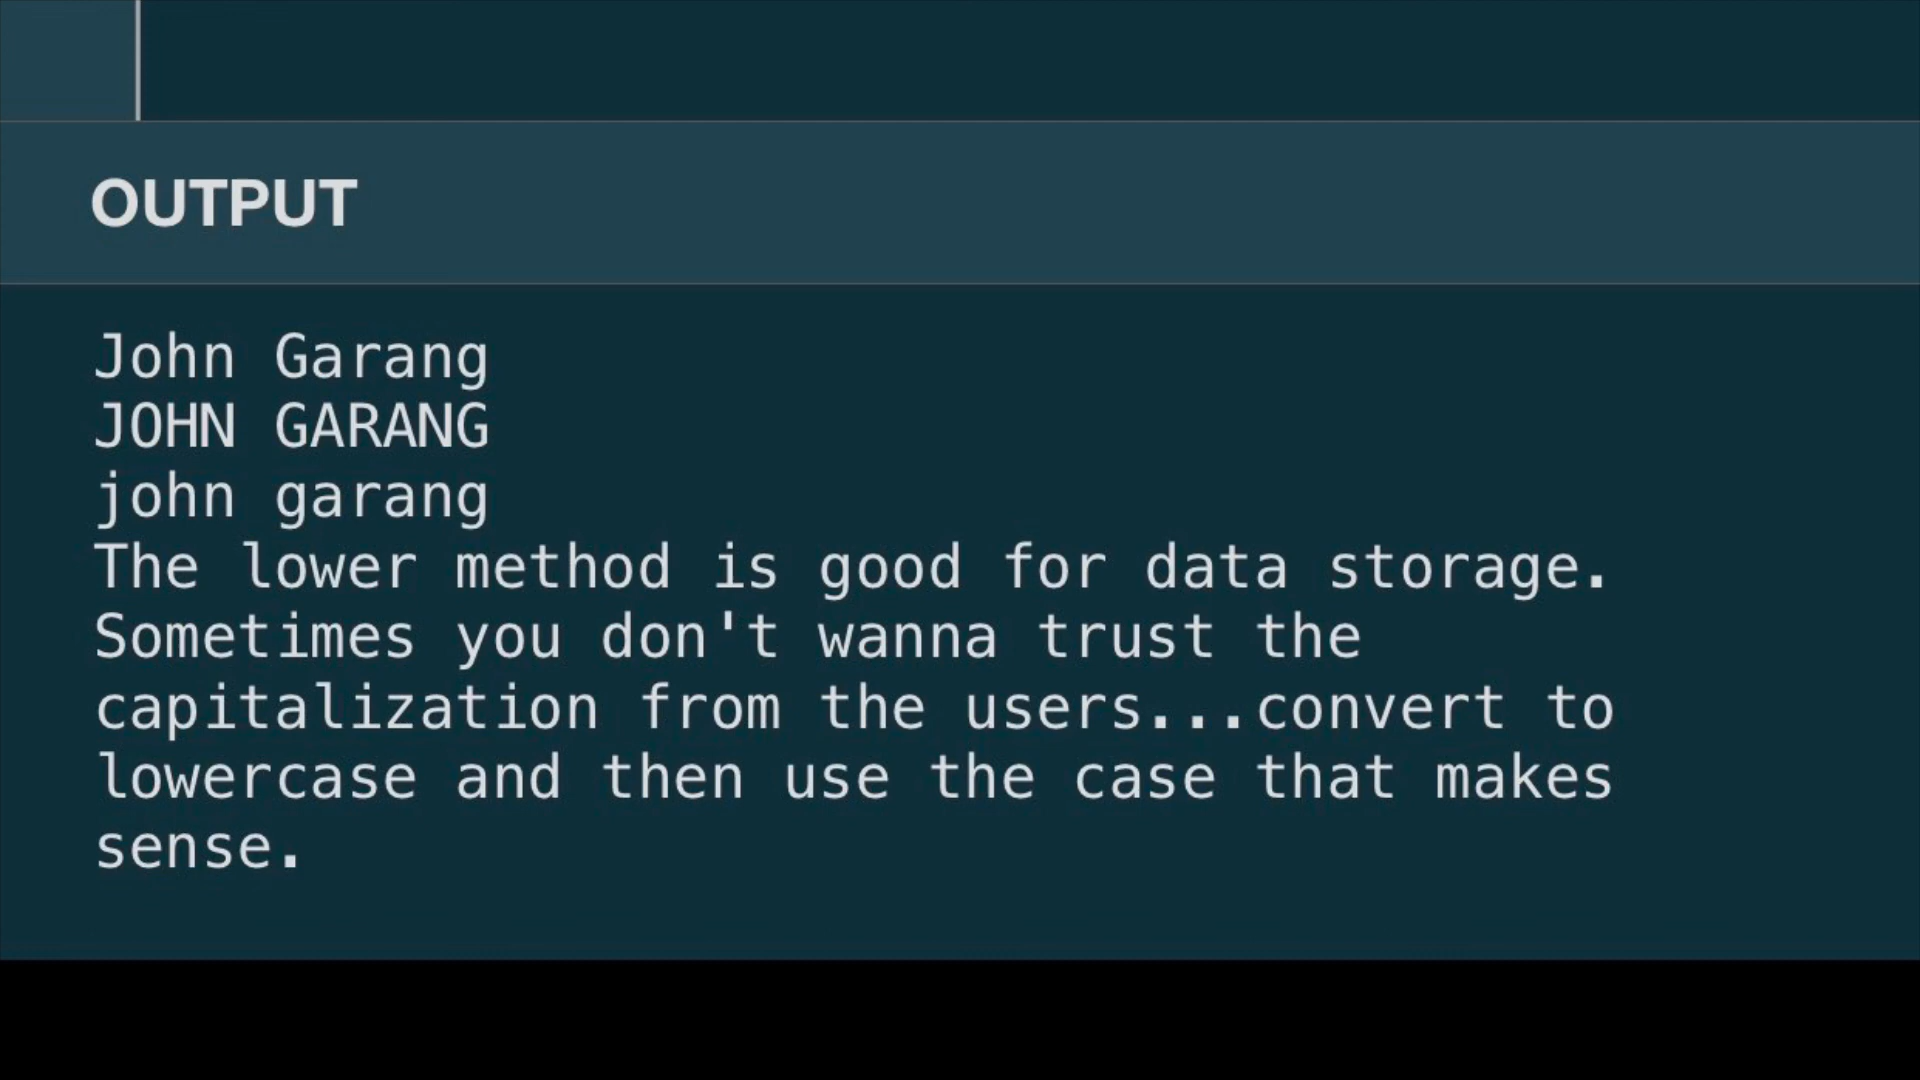 OUTPUT
John Garang
JOHN GARANG
john garang
The lower method is good for data storage.
Sometimes you don't wanna trust the
capitalization from the users...convert to
lowercase and then use the case that makes
sense.